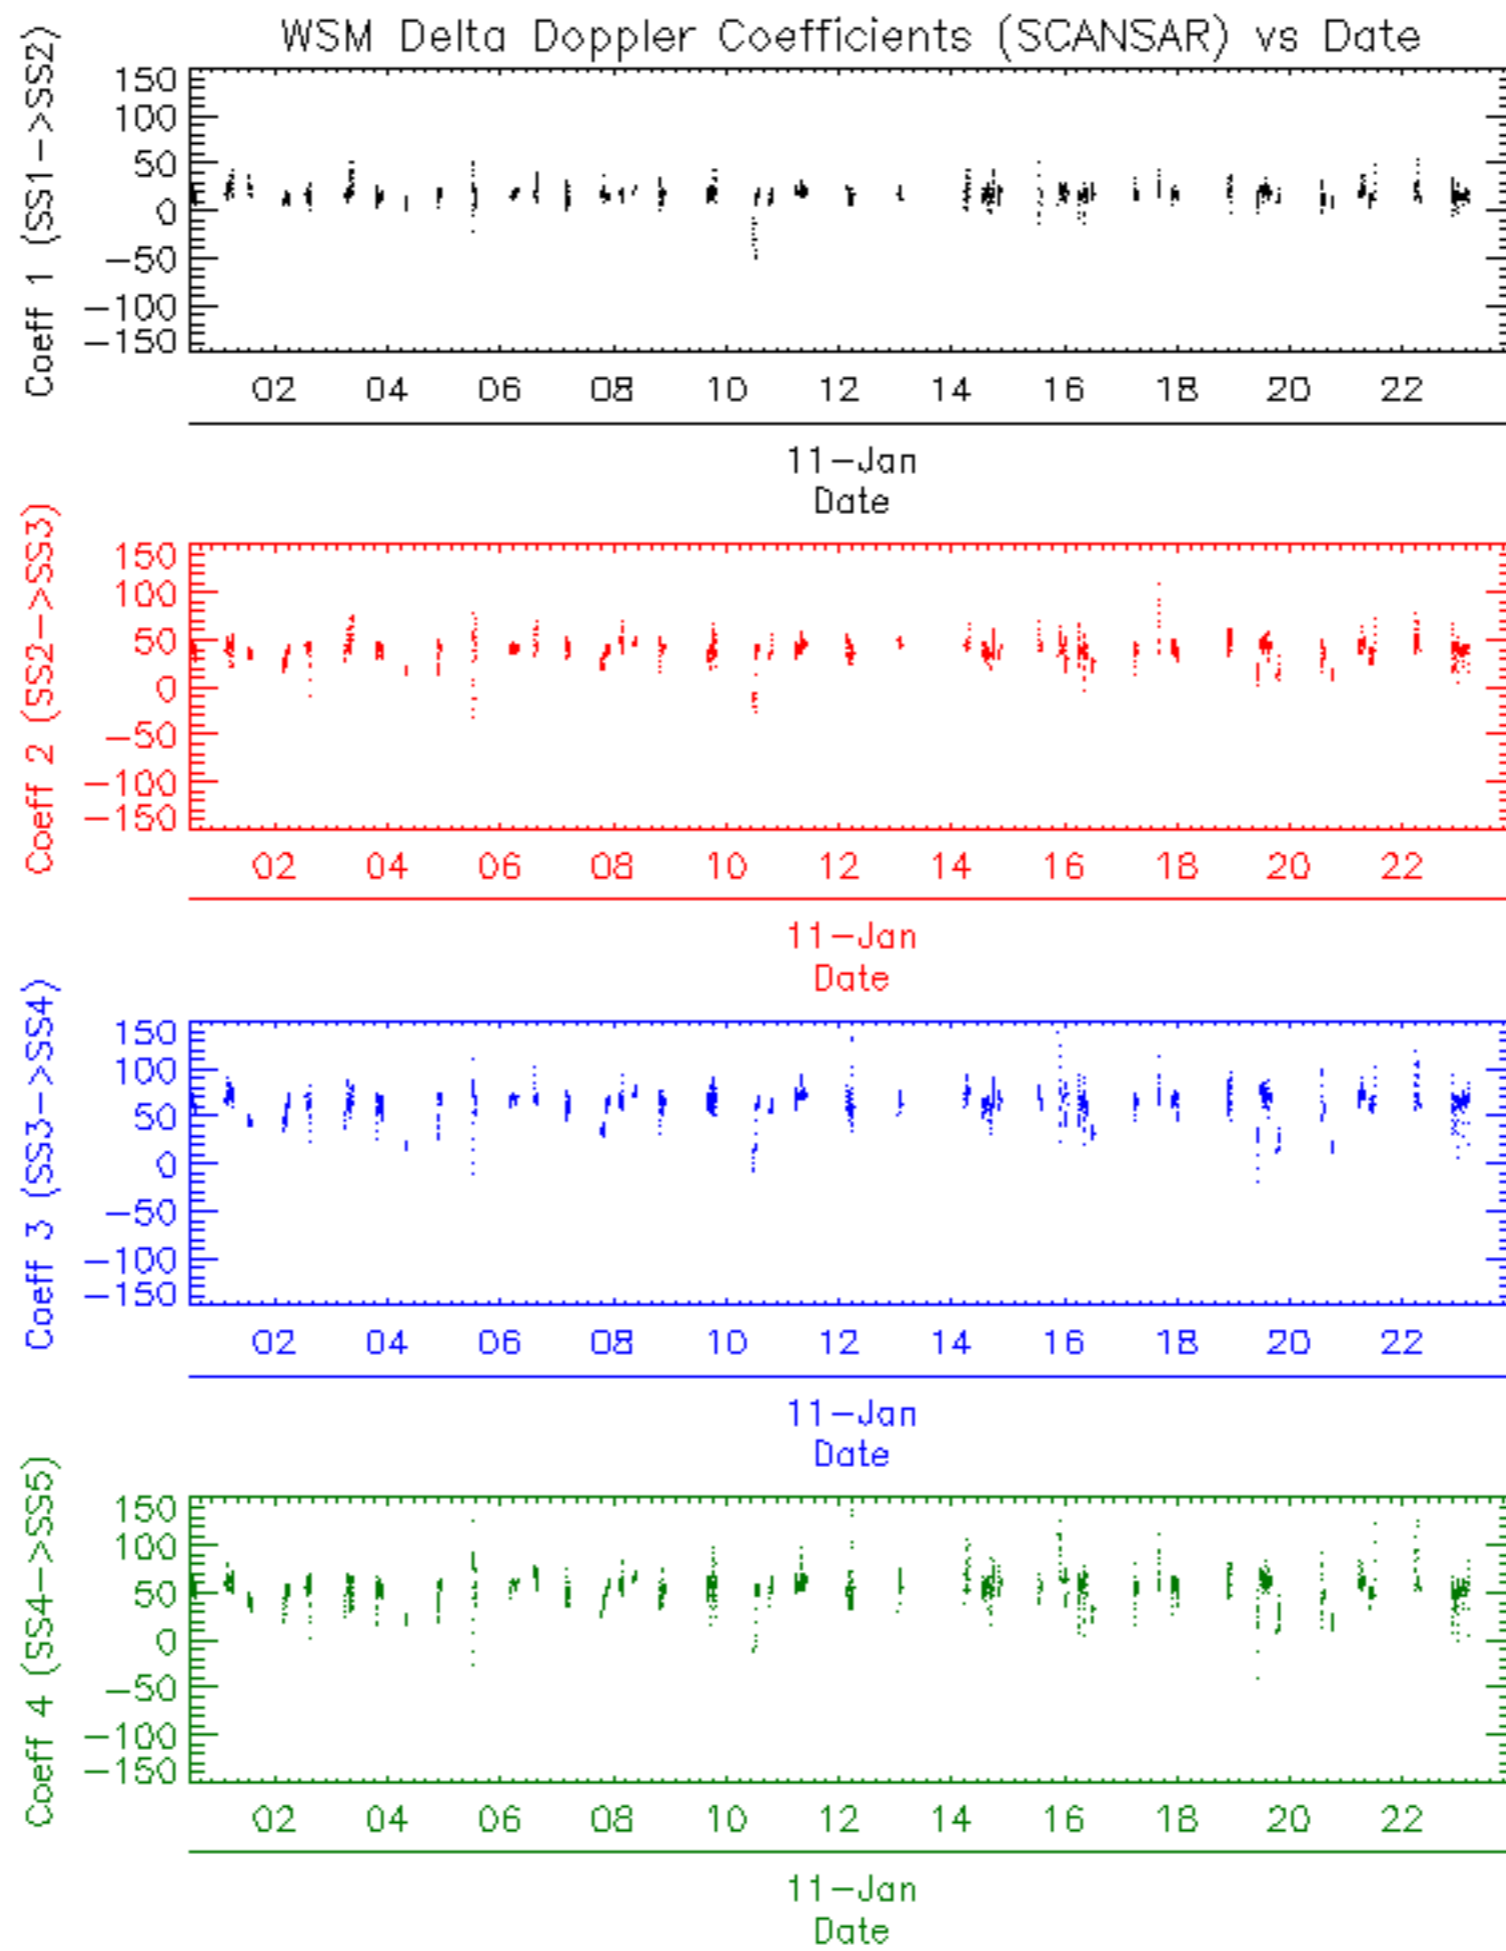 WSM Delta Doppler Coefficients (SCANSAR) vs Date
Coeff 1 (SS1->SS2)
150
100
50
0
-50
-100
-150
02 04 06 08 10 12 14 16 18 20 22
11-Jan
Date
Coeff 2 (SS2->SS3)
150
100
50
0
-50
-100
-150
02 04 06 08 10 12 14 16 18 20 22
11-Jan
Date
Coeff 3 (SS3->SS4)
150
100
50
0
-50
-100
-150
02 04 06 08 10 12 14 16 18 20 22
11-Jan
Date
Coeff 4 (SS4->SS5)
150
100
50
0
-50
-100
-150
02 04 06 08 10 12 14 16 18 20 22
11-Jan
Date